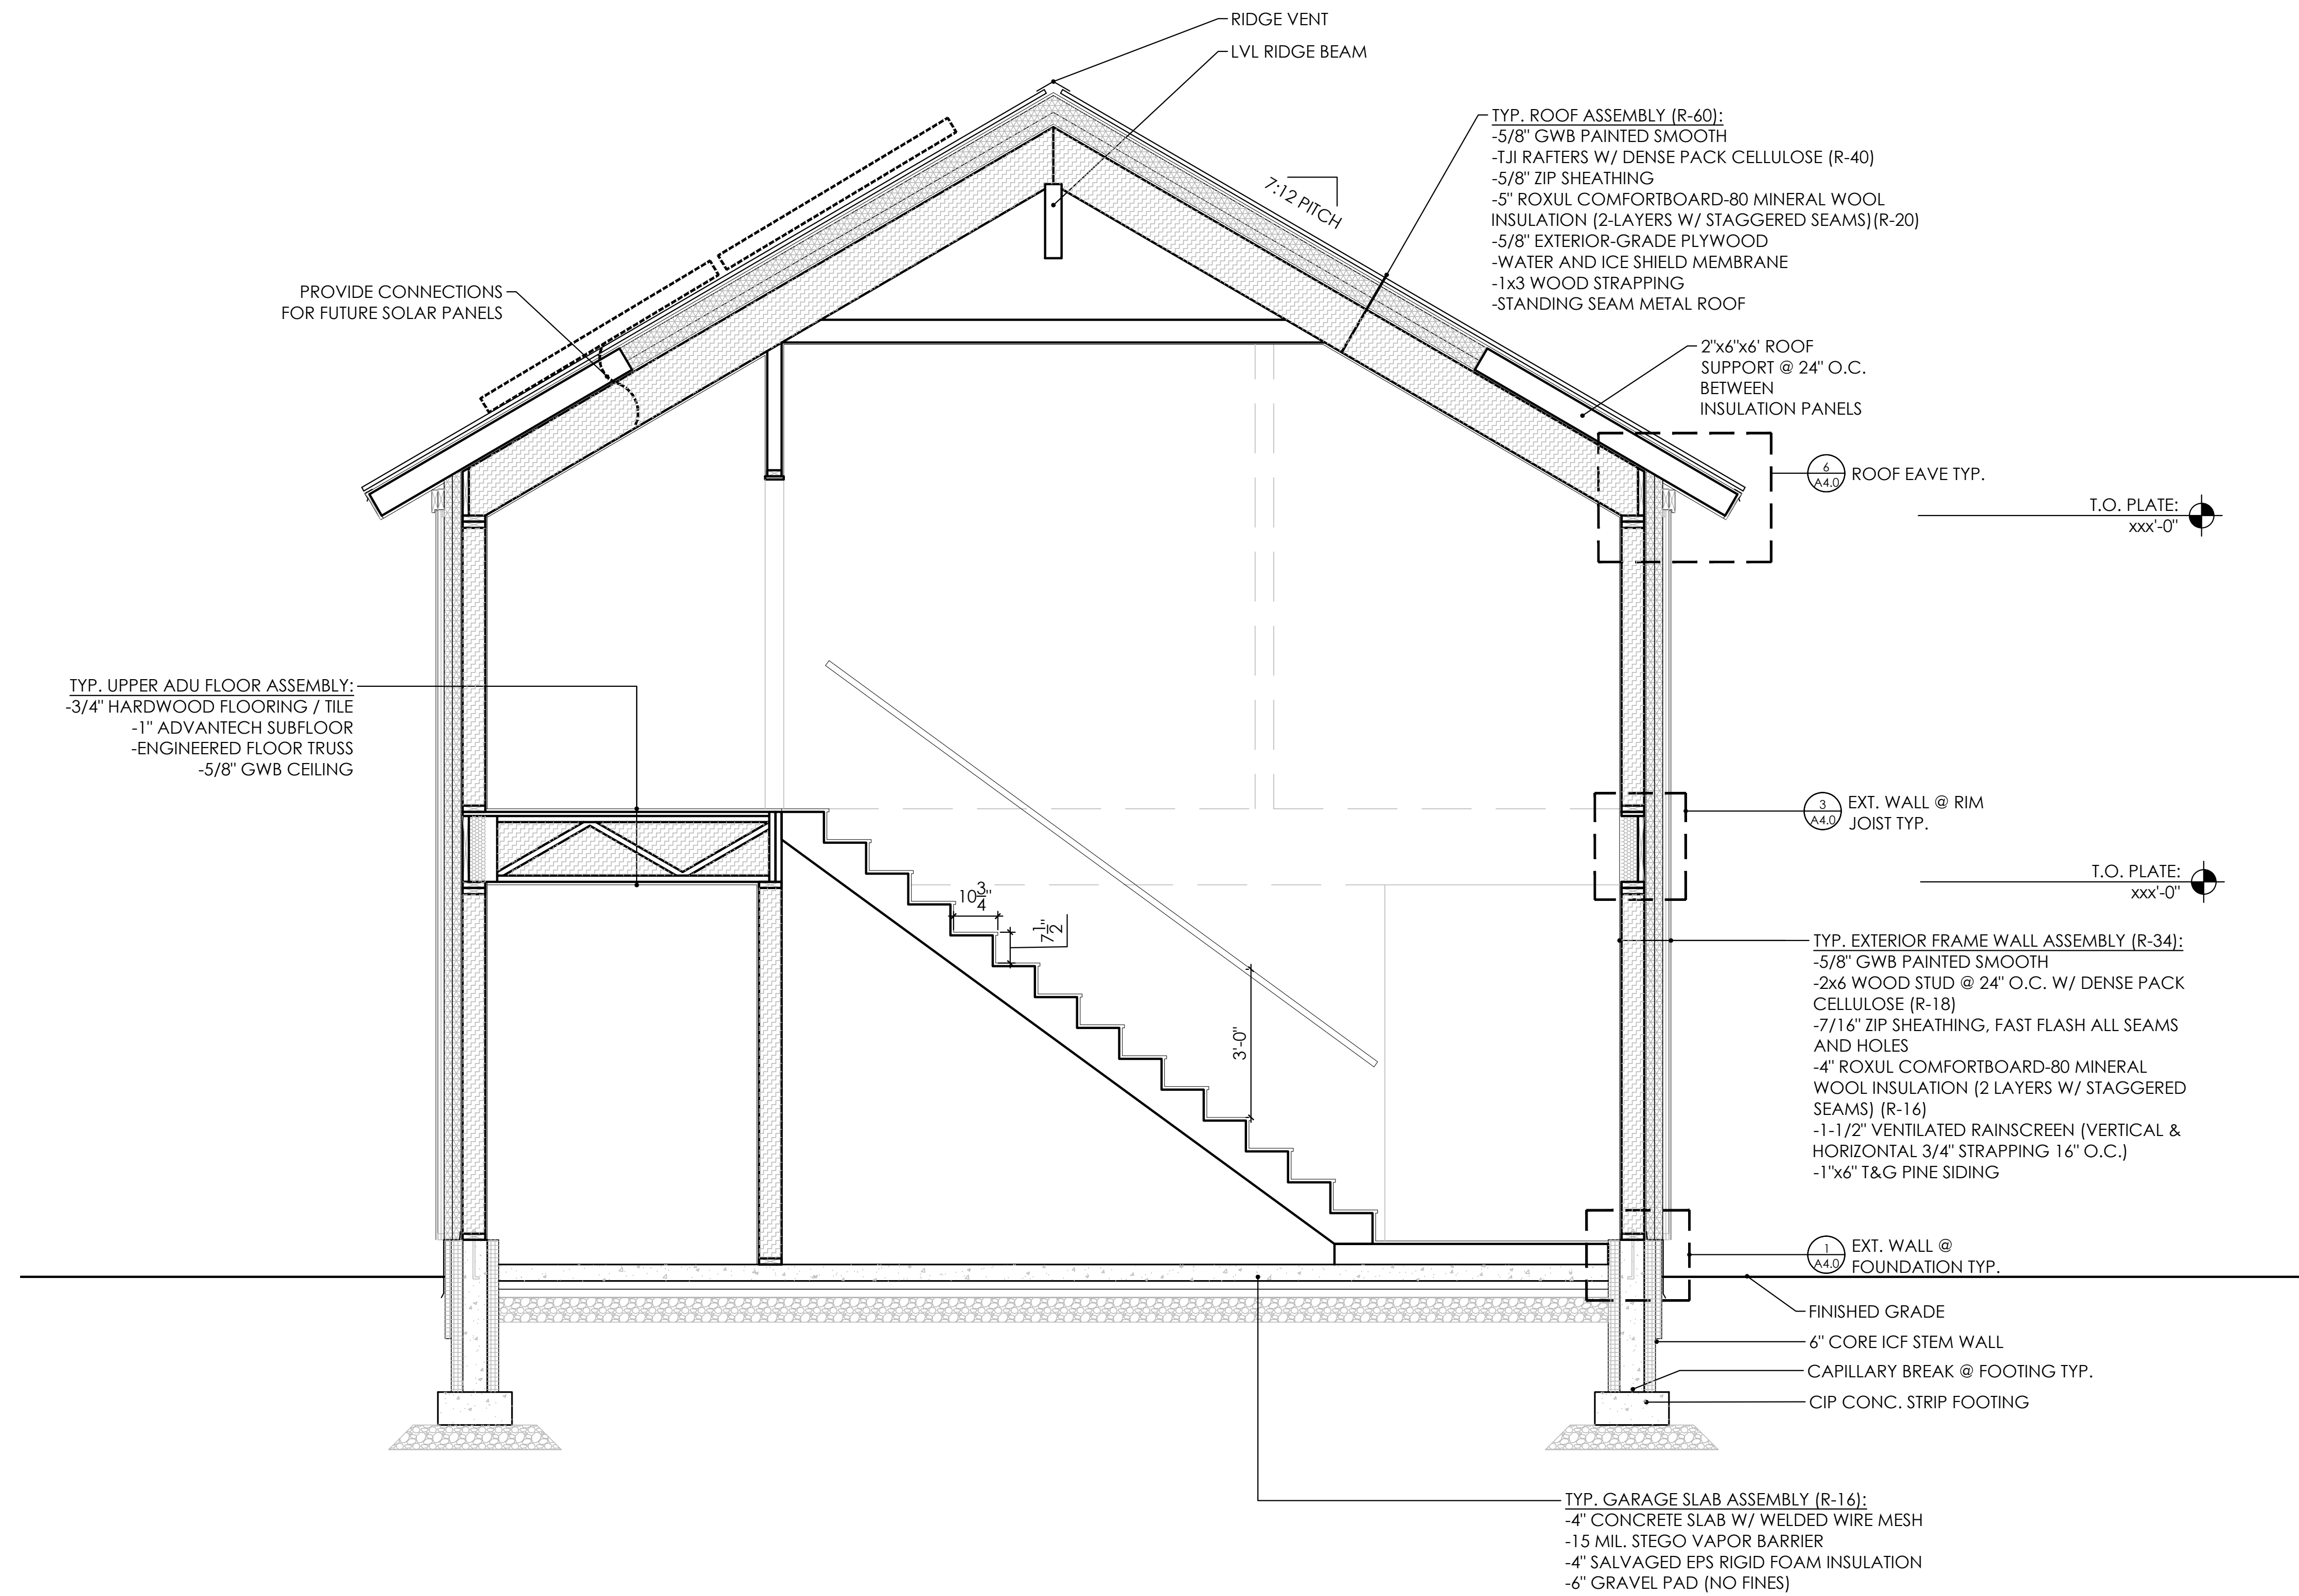 RIDGE VENT
LVL RIDGE BEAM
TYP. ROOF ASSEMBLY (R-60):
-5/8" GWB PAINTED SMOOTH
-TJI RAFTERS W/ DENSE PACK CELLULOSE (R-40)
-5/8" ZIP SHEATHING
-5" ROXUL COMFORTBOARD-80 MINERAL WOOL
INSULATION (2-LAYERS W/ STAGGERED SEAMS)(R-20)
-5/8" EXTERIOR-GRADE PLYWOOD
-WATER AND ICE SHIELD MEMBRANE
-1x3 WOOD STRAPPING
-STANDING SEAM METAL ROOF
7:12 PITCH
PROVIDE CONNECTIONS
FOR FUTURE SOLAR PANELS
2"x6"x6' ROOF
SUPPORT @ 24" O.C.
BETWEEN
INSULATION PANELS
6
A4.0
ROOF EAVE TYP.
T.O. PLATE:
xxx'-0"
TYP. UPPER ADU FLOOR ASSEMBLY:
-3/4" HARDWOOD FLOORING / TILE
-1" ADVANTECH SUBFLOOR
-ENGINEERED FLOOR TRUSS
-5/8" GWB CEILING
3
A4.0
EXT. WALL @ RIM
JOIST TYP.
T.O. PLATE:
xxx'-0"
10 3/4"
7 1/2"
3'-0"
TYP. EXTERIOR FRAME WALL ASSEMBLY (R-34):
-5/8" GWB PAINTED SMOOTH
-2x6 WOOD STUD @ 24" O.C. W/ DENSE PACK
CELLULOSE (R-18)
-7/16" ZIP SHEATHING, FAST FLASH ALL SEAMS
AND HOLES
-4" ROXUL COMFORTBOARD-80 MINERAL
WOOL INSULATION (2 LAYERS W/ STAGGERED
SEAMS) (R-16)
-1-1/2" VENTILATED RAINSCREEN (VERTICAL &
HORIZONTAL 3/4" STRAPPING 16" O.C.)
-1"x6" T&G PINE SIDING
1
A4.0
EXT. WALL @
FOUNDATION TYP.
FINISHED GRADE
6" CORE ICF STEM WALL
CAPILLARY BREAK @ FOOTING TYP.
CIP CONC. STRIP FOOTING
TYP. GARAGE SLAB ASSEMBLY (R-16):
-4" CONCRETE SLAB W/ WELDED WIRE MESH
-15 MIL. STEGO VAPOR BARRIER
-4" SALVAGED EPS RIGID FOAM INSULATION
-6" GRAVEL PAD (NO FINES)